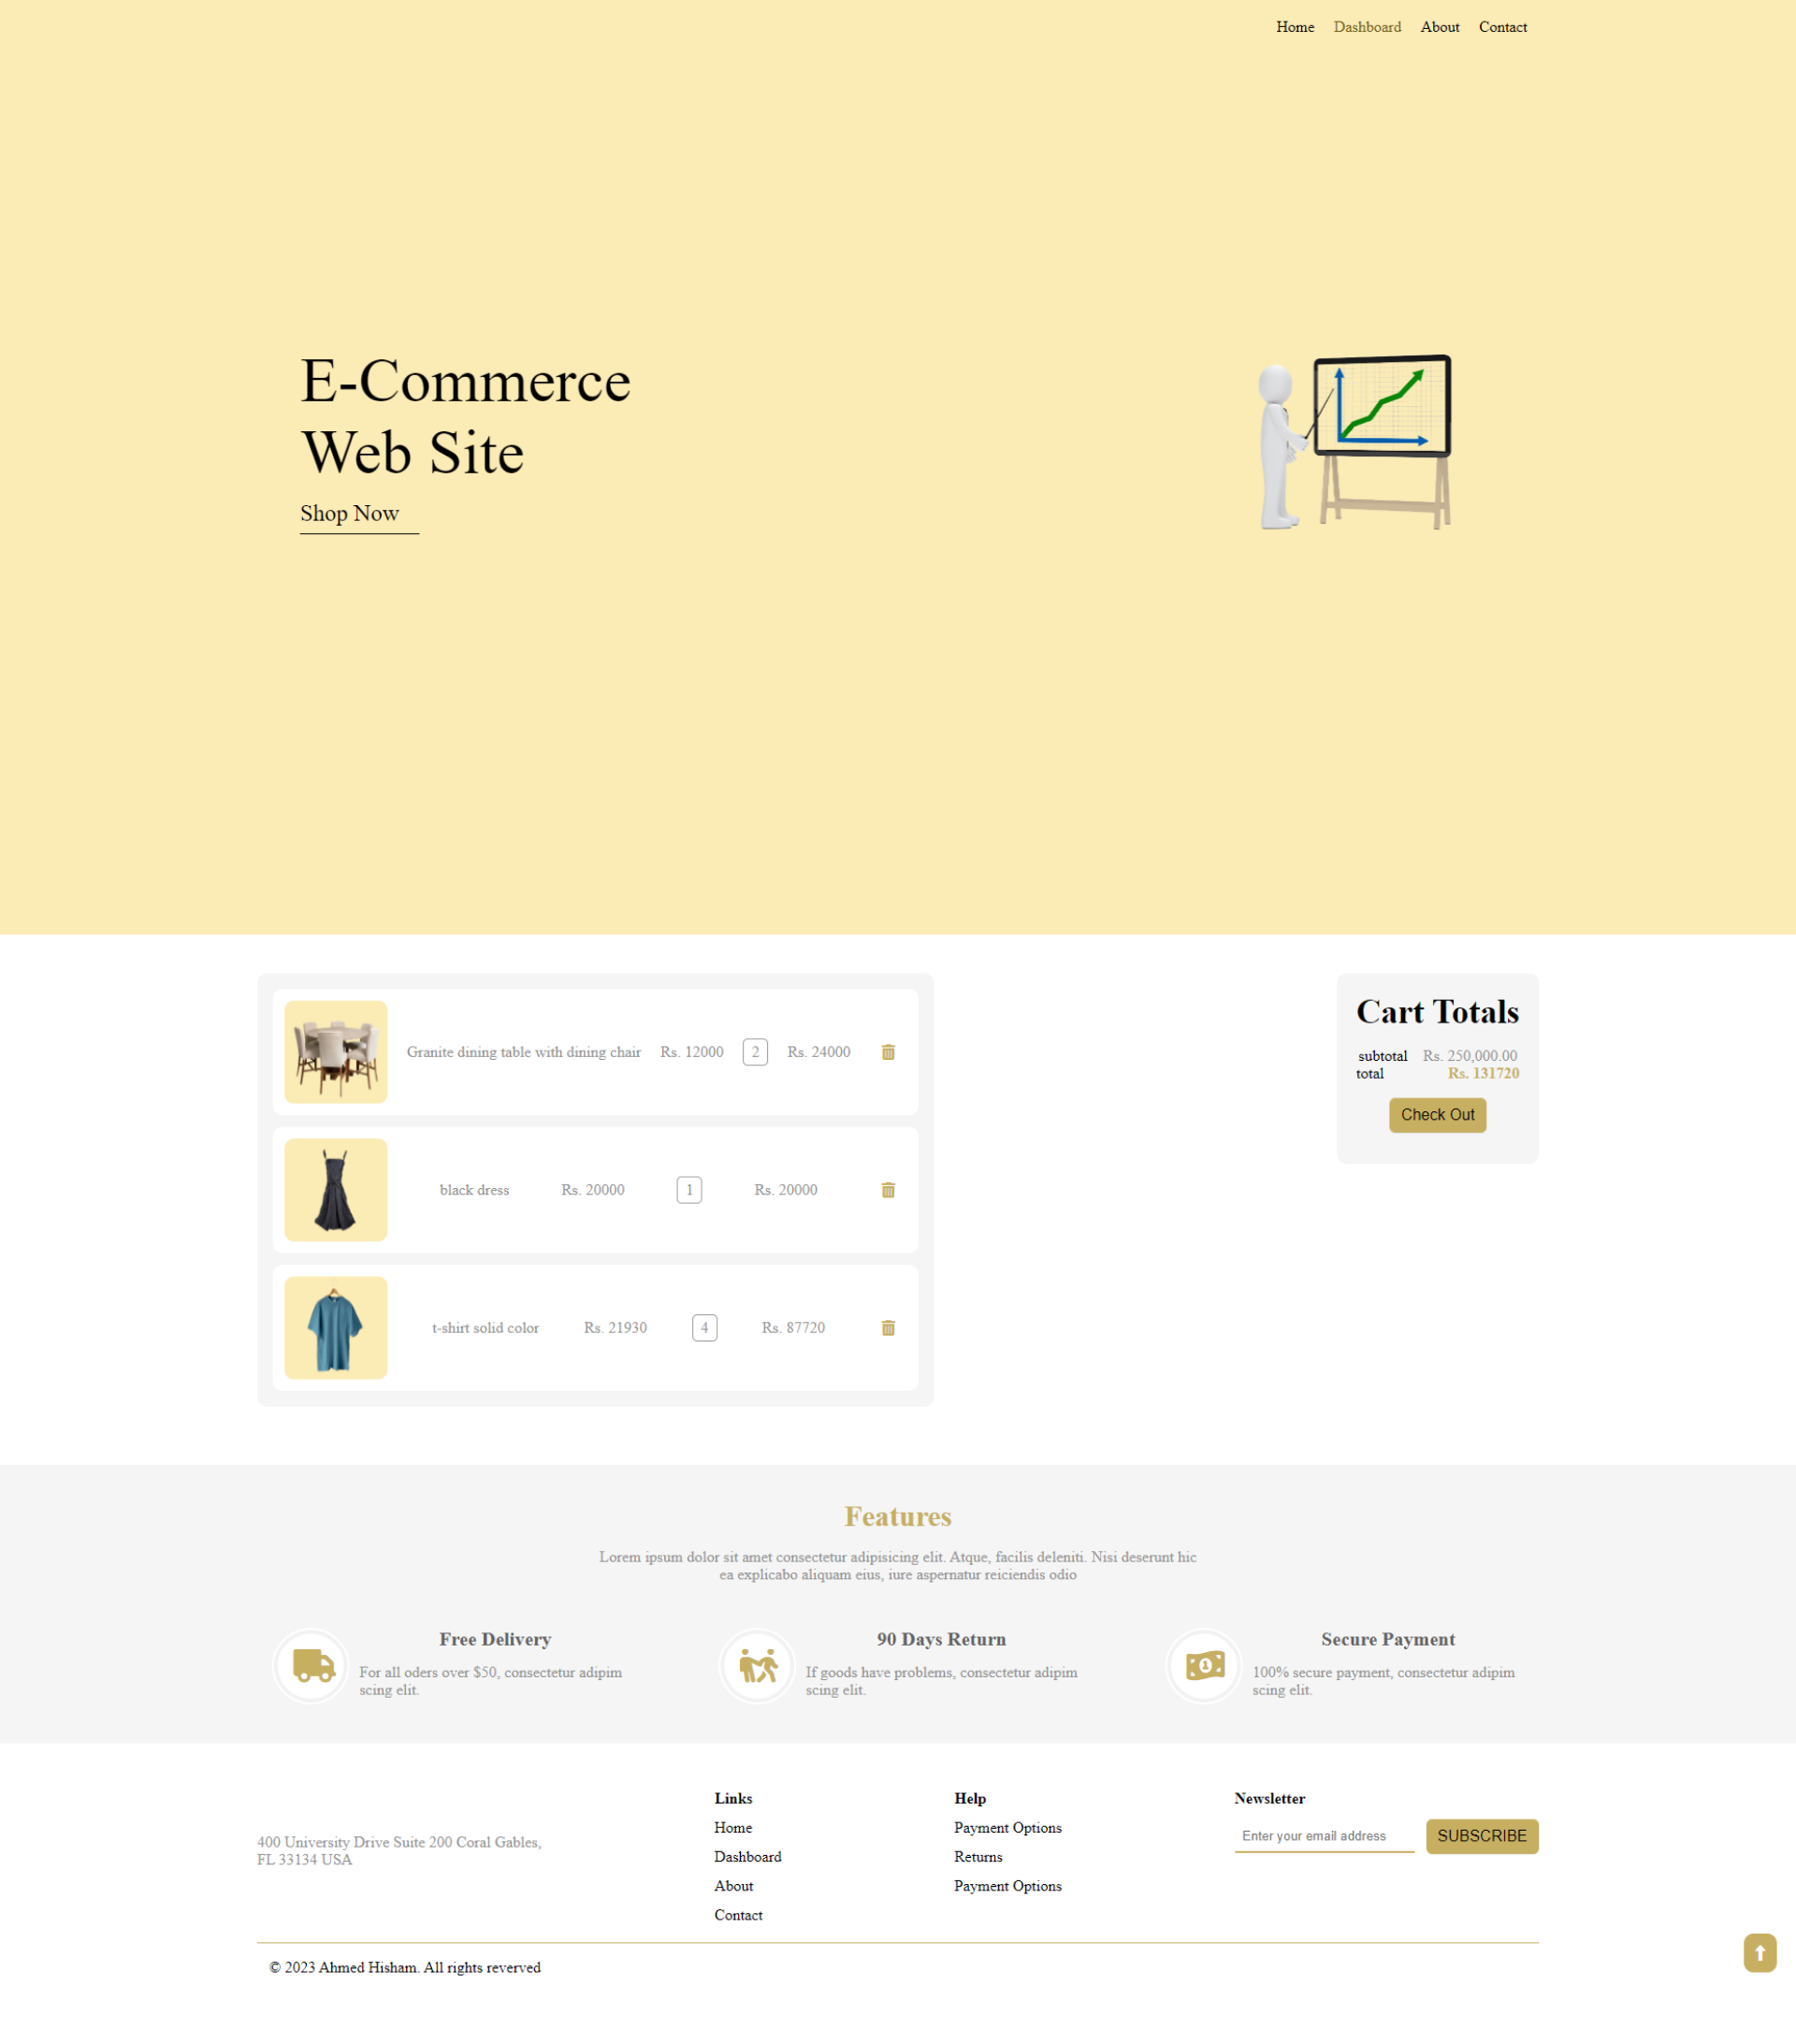 Home Dashboard About Contact
E-Commerce
Web Site
Shop Now
Granite dining table with dining chair Rs. 12000 2 Rs. 24000
black dress Rs. 20000 1 Rs. 20000
t-shirt solid color Rs. 21930 4 Rs. 87720
Cart Totals
subtotal Rs. 250,000.00
total Rs. 131720
Check Out
Features
Lorem ipsum dolor sit amet consectetur adipisicing elit. Atque, facilis deleniti. Nisi deserunt hic
ea explicabo aliquam eius, iure aspernatur reiciendis odio
Free Delivery
For all oders over $50, consectetur adipim
scing elit.
90 Days Return
If goods have problems, consectetur adipim
scing elit.
1
Secure Payment
100% secure payment, consectetur adipim
scing elit.
400 University Drive Suite 200 Coral Gables,
FL 33134 USA
Links
Home
Dashboard
About
Contact
Help
Payment Options
Returns
Payment Options
Newsletter
Enter your email address
SUBSCRIBE
© 2023 Ahmed Hisham. All rights reverved